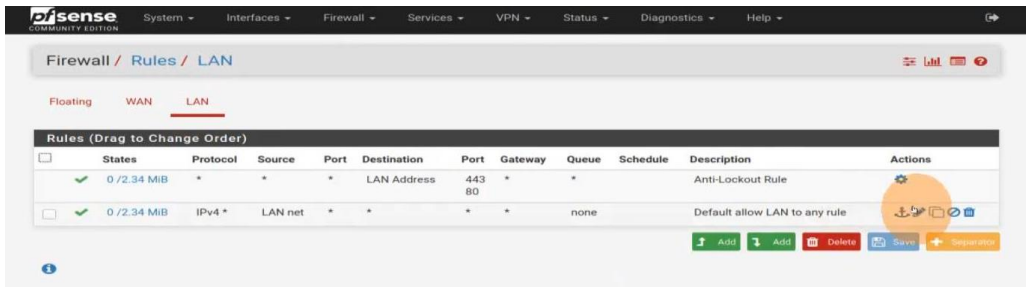 pfsense System Interfaces Firewall Services VPN Status Diagnostics Help
COMMUNITY EDITION
Firewall / Rules / LAN
Floating WAN LAN
Rules (Drag to Change Order)
States Protocol Source Port Destination Port Gateway Queue Schedule Description Actions
0 /2.34 MiB * * * LAN Address 443 * * Anti-Lockout Rule
80
0 /2.34 MiB IPv4 * LAN net * * * * none Default allow LAN to any rule
Add Add Delete Save Separator